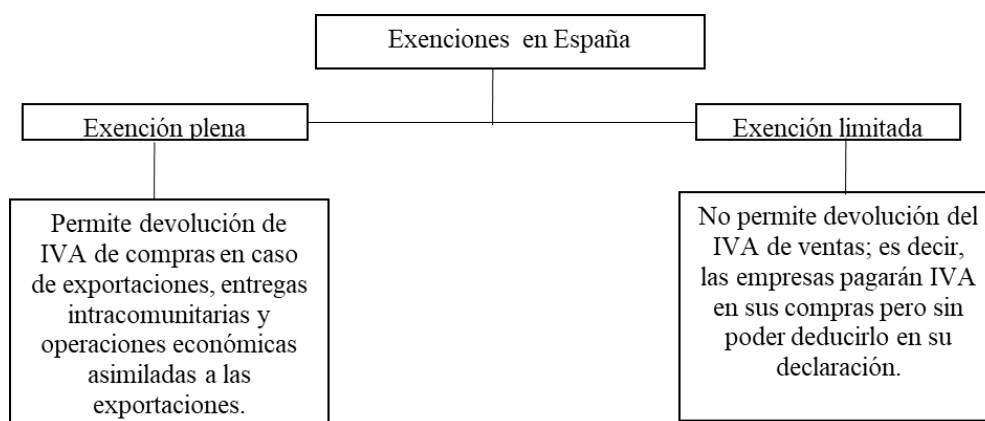 Exenciones en España
Exención plena
Exención limitada
Permite devolución de
IVA de compras en caso
de exportaciones, entregas
intracomunitarias y
operaciones económicas
asimiladas a las
exportaciones.
No permite devolución del
IVA de ventas; es decir,
las empresas pagarán IVA
en sus compras pero sin
poder deducirlo en su
declaración.